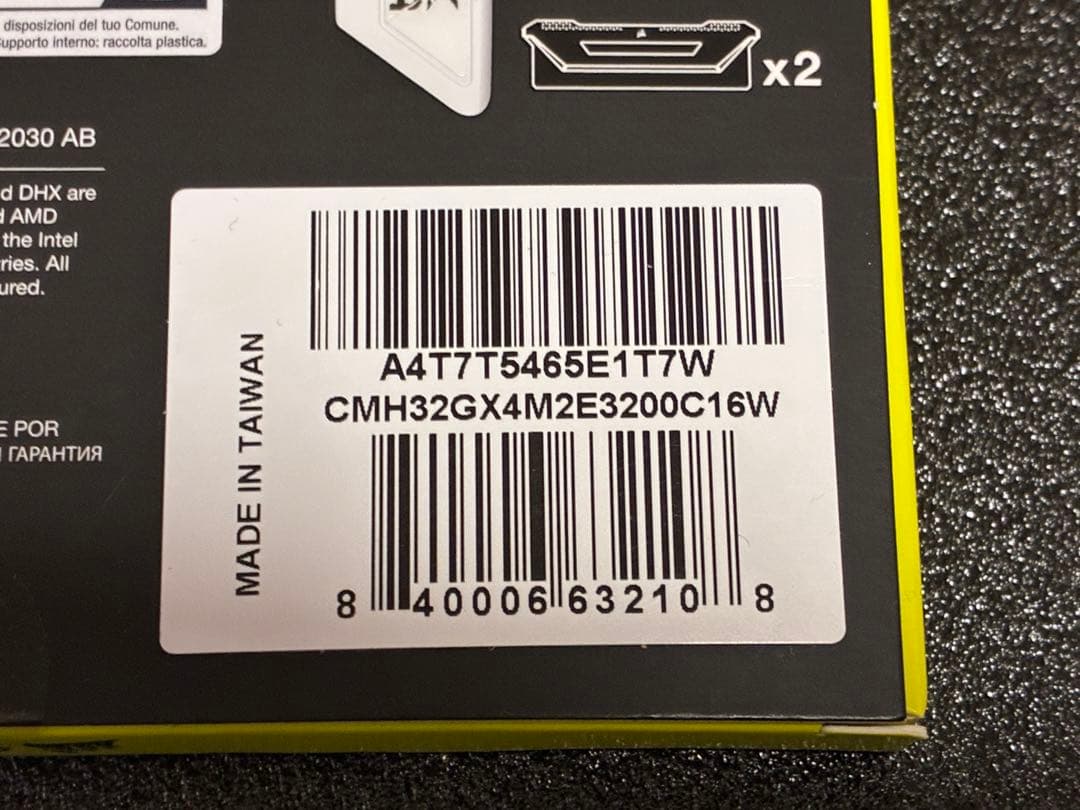 disposizioni del tuo Comune.
Supporto interno: raccolta plastica.
x2
2030 AB
d DHX are
AMD
the Intel
ries. All
ured.
E POR
ГАРАНТИЯ
MADE IN TAIWAN
A4T7T5465E1T7W
CMH32GX4M2E3200C16W
8 40006 63210 8